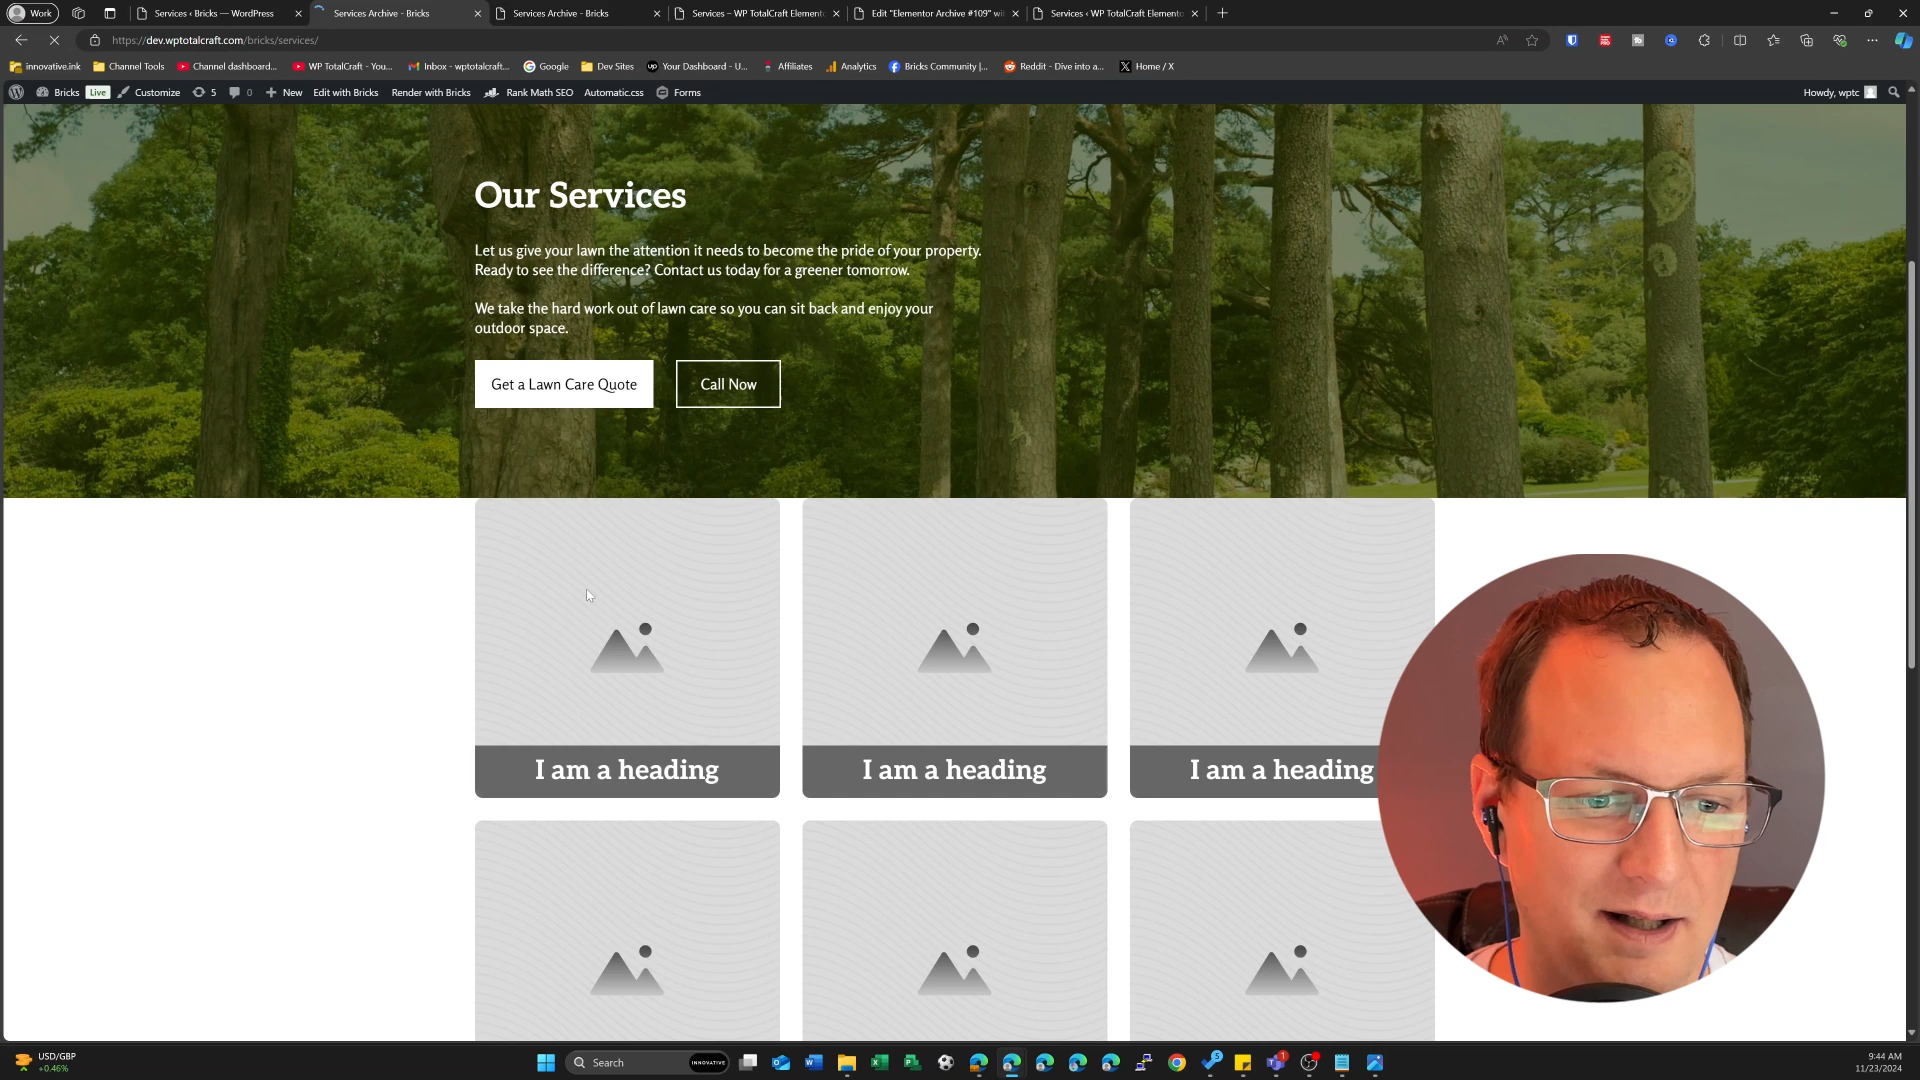 Work
Services ‹ Bricks — WordPress
Services Archive - Bricks
Services Archive - Bricks
Services – WP TotalCraft Elemento
Edit "Elementor Archive #109" wi
Services ‹ WP TotalCraft Elemento
https://dev.wptotalcraft.com/bricks/services/
innovative.ink
Channel Tools
Channel dashboard...
WP TotalCraft - You...
Inbox - wptotalcraft...
Google
Dev Sites
Your Dashboard - U...
Affiliates
Analytics
Bricks Community |...
Reddit - Dive into a...
Home / X
Bricks
Live
Customize
5
0
New
Edit with Bricks
Render with Bricks
Rank Math SEO
Automatic.css
Forms
Howdy, wptc
Our Services
Let us give your lawn the attention it needs to become the pride of your property.
Ready to see the difference? Contact us today for a greener tomorrow.
We take the hard work out of lawn care so you can sit back and enjoy your
outdoor space.
Get a Lawn Care Quote
Call Now
I am a heading
I am a heading
I am a heading
USD/GBP
+0.46%
Search
INNOVATIVE
9:44 AM
11/23/2024